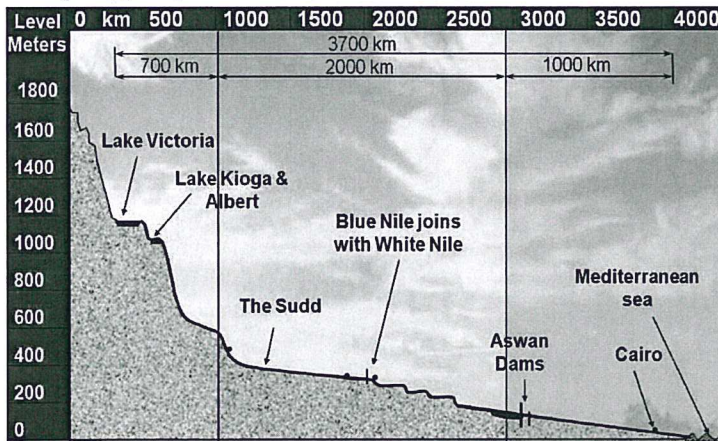 Level 0 km 500 1000 1500 2000 2500 3000 3500 4000
Meters
3700 km
700 km 2000 km 1000 km
1800
1600
1400
1200
1000
800
600
400
200
0
Lake Victoria
Lake Kioga &
Albert
Blue Nile joins
with White Nile
The Sudd
Aswan
Dams
Mediterranean
sea
Cairo